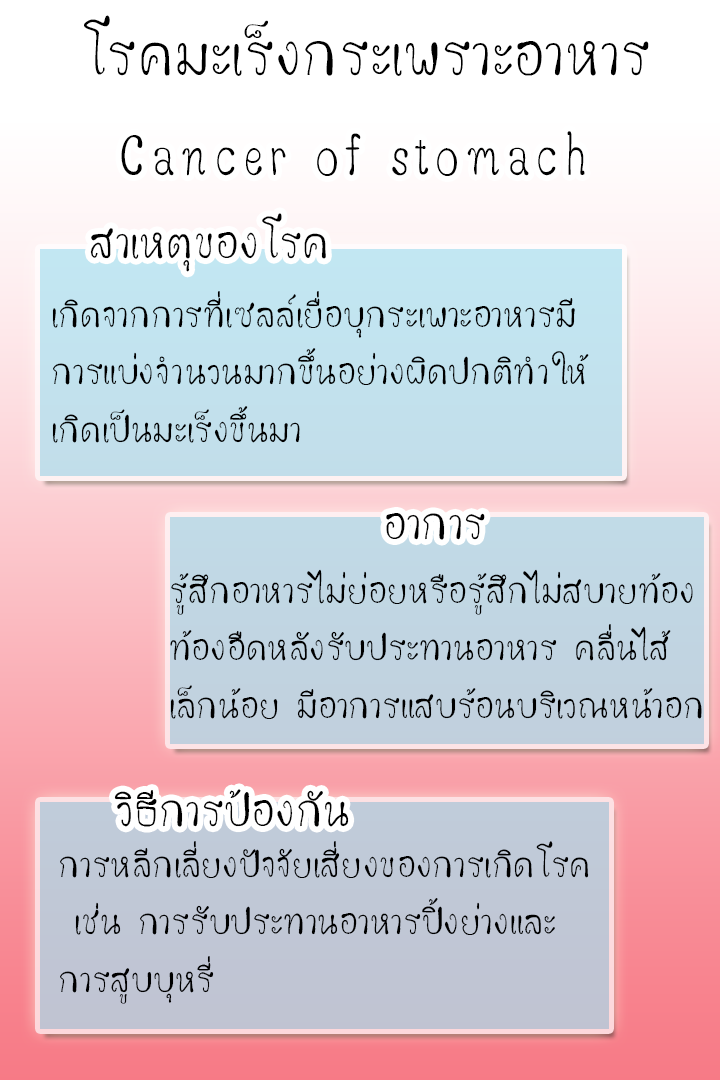 โรคมะเร็งกระเพราะอาหาร
Cancer of stomach
สาเหตุของโรค
เกิดจากการที่เซลล์เยื่อบุกระเพาะอาหารมี
การแบ่งจำนวนมากขึ้นอย่างผิดปกติทำให้
เกิดเป็นมะเร็งขึ้นมา
อาการ
รู้สึกอาหารไม่ย่อยหรือรู้สึกไม่สบายท้อง
ท้องอืดหลังรับประทานอาหาร คลื่นไส้
เล็กน้อย มีอาการแสบร้อนบริเวณหน้าอก
วิธีการป้องกัน
การหลีกเลี่ยงปัจจัยเสี่ยงของการเกิดโรค
เช่น การรับประทานอาหารปิ้งย่างและ
การสูบบุหรี่